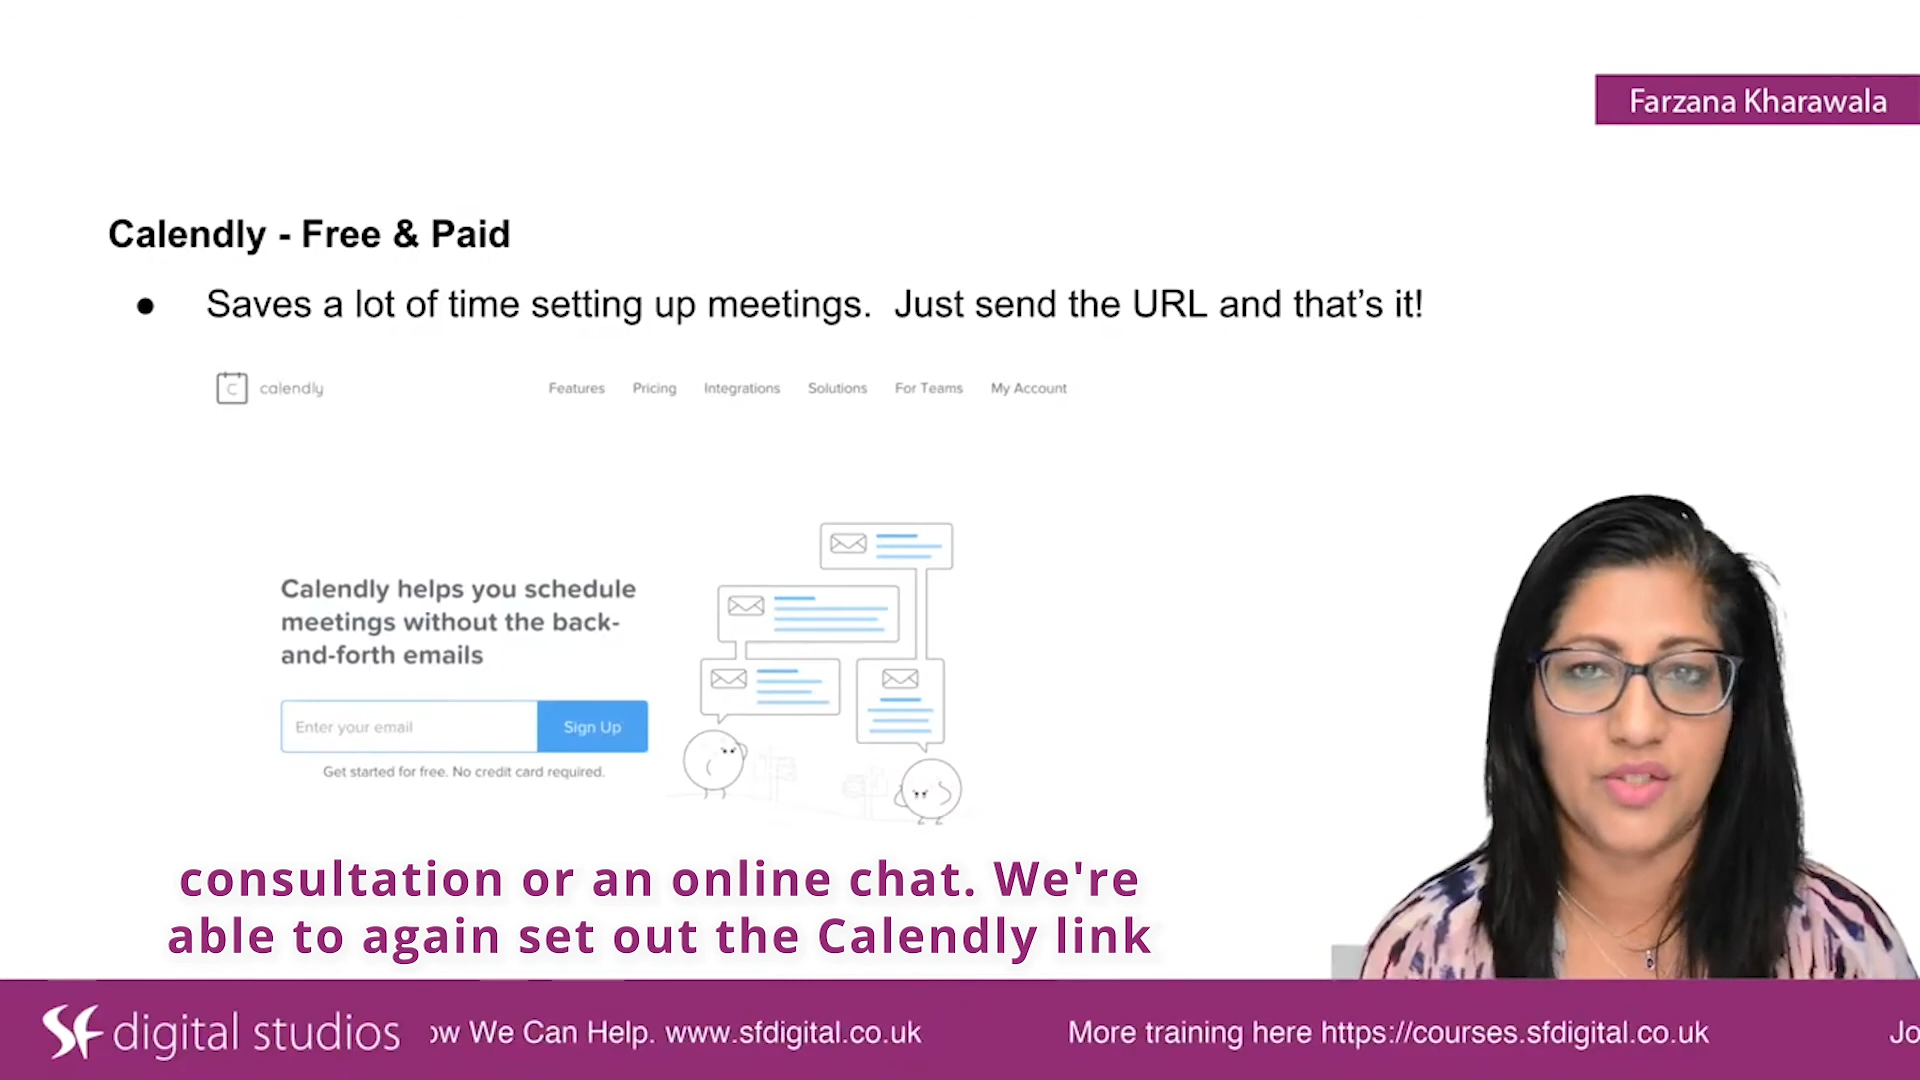 Farzana Kharawala
Calendly - Free & Paid
● Saves a lot of time setting up meetings. Just send the URL and that’s it!
calendly Features Pricing Integrations Solutions For Teams My Account
Calendly helps you schedule
meetings without the back-
and-forth emails
Enter your email Sign Up
Get started for free. No credit card required.
consultation or an online chat. We're
able to again set out the Calendly link
SF digital studios ow We Can Help. www.sfdigital.co.uk More training here https://courses.sfdigital.co.uk Jo